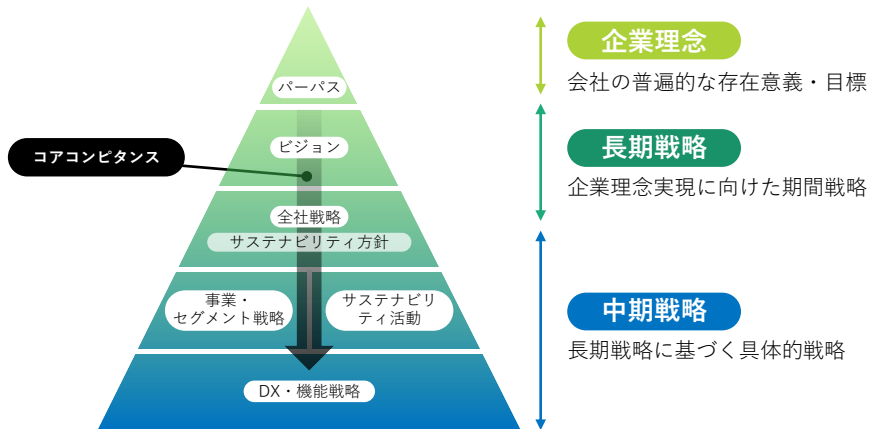 パーパス
ビジョン
コアコンピタンス
全社戦略
サステナビリティ方針
事業・
セグメント戦略
サステナビリ
ティ活動
DX・機能戦略
企業理念
会社の普遍的な存在意義・目標
長期戦略
企業理念実現に向けた期間戦略
中期戦略
長期戦略に基づく具体的戦略